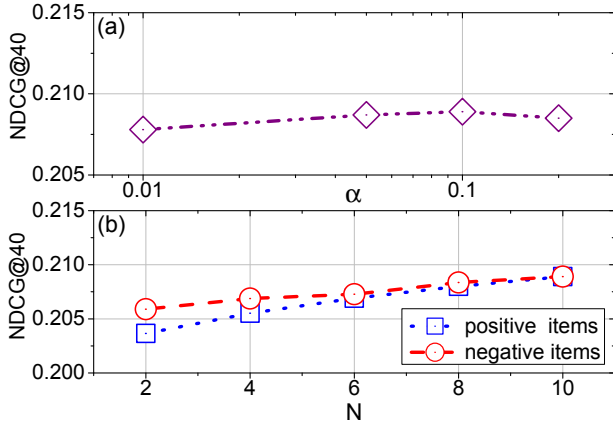 (a)
0.215
0.210
0.205
NDCG@40
0.01
0.1
α
(b)
0.215
0.210
0.205
0.200
NDCG@40
positive items
negative items
2 4 6 8 10
N